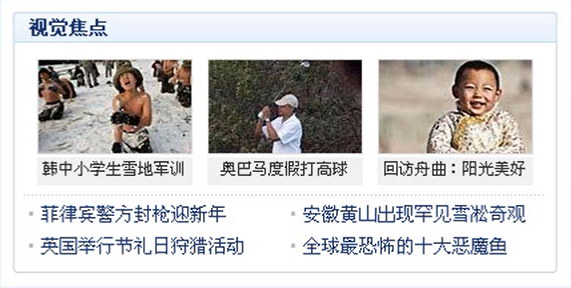 视觉焦点
韩中小学生雪地军训
奥巴马度假打高球
回访舟曲：阳光美好
菲律宾警方封枪迎新年
安徽黄山出现罕见雪凇奇观
英国举行节礼日狩猎活动
全球最恐怖的十大恶魔鱼